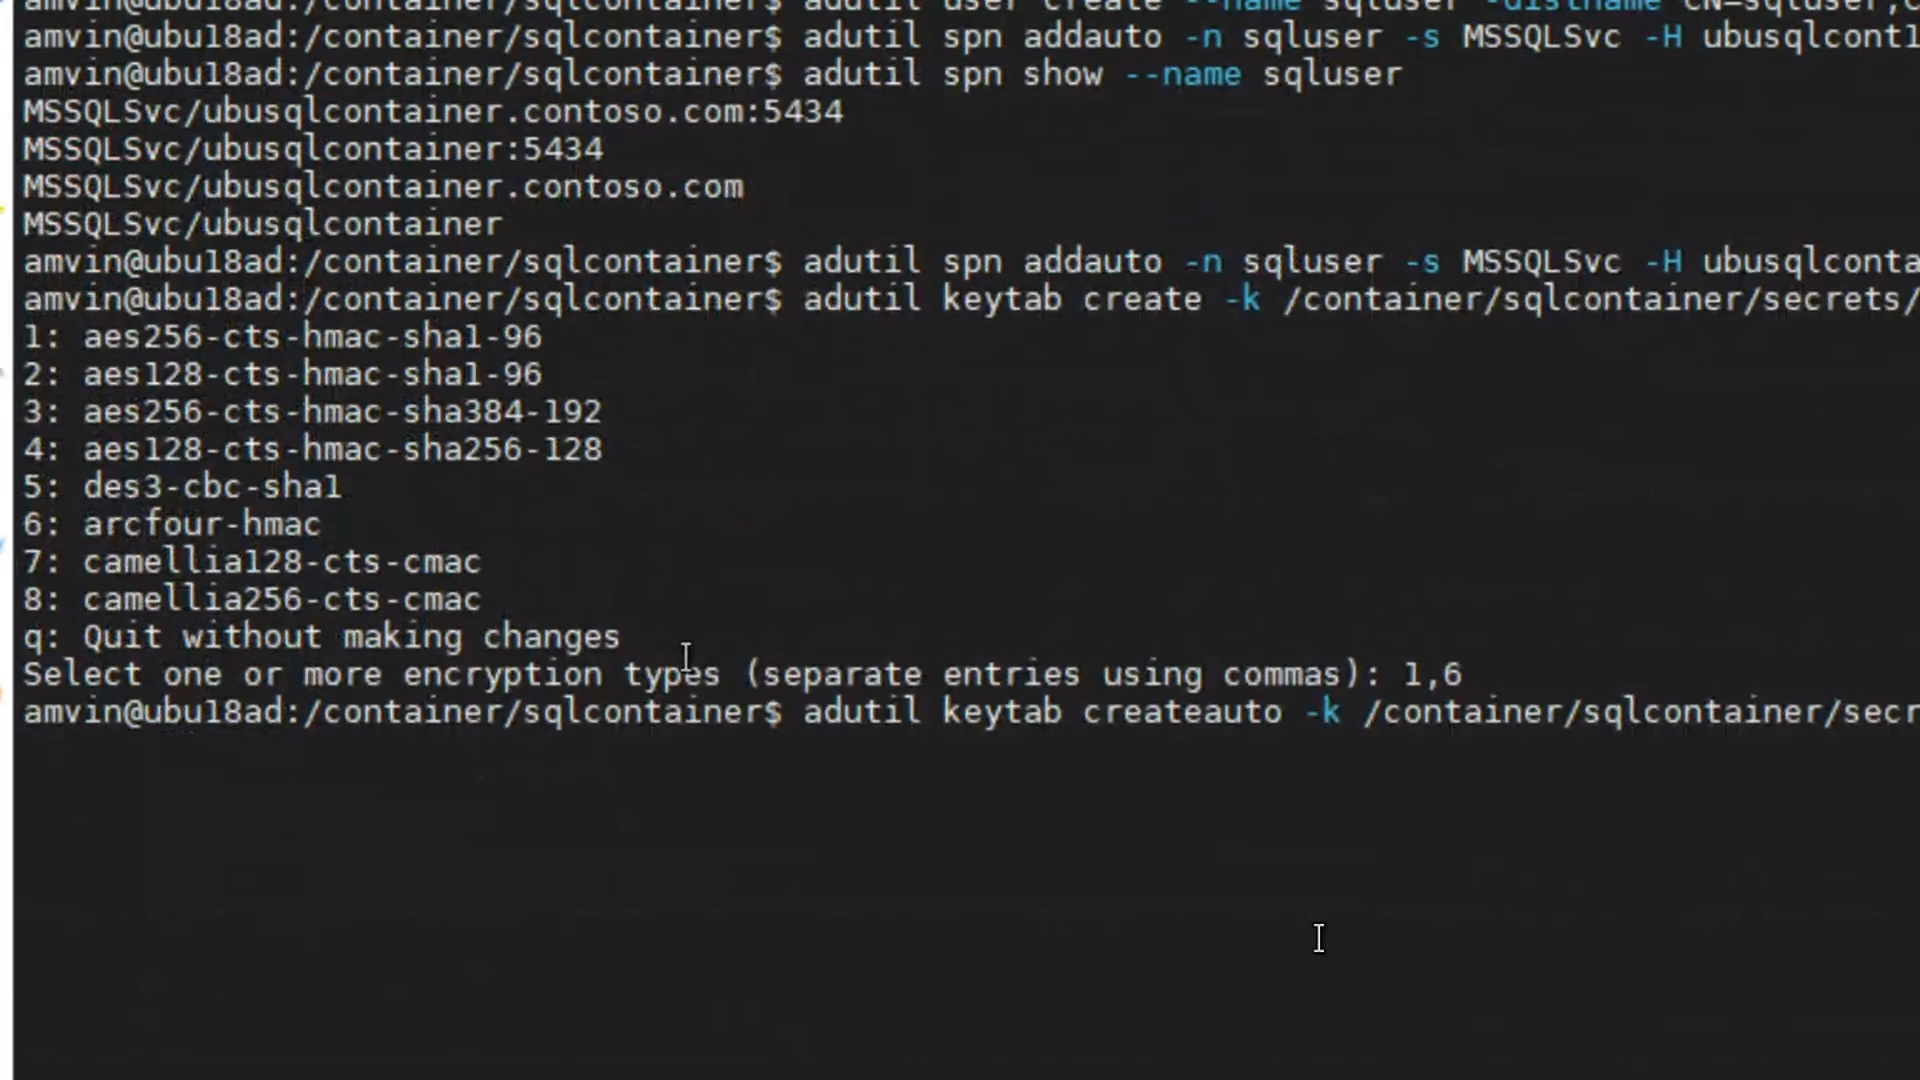 amvin@ubu18ad:/container/sqlcontainer$ adutil user create --name sqluser -distname CN=sqluser,
amvin@ubu18ad:/container/sqlcontainer$ adutil spn addauto -n sqluser -s MSSQLSvc -H ubusqlcont
amvin@ubu18ad:/container/sqlcontainer$ adutil spn show --name sqluser
MSSQLSvc/ubusqlcontainer.contoso.com:5434
MSSQLSvc/ubusqlcontainer:5434
MSSQLSvc/ubusqlcontainer.contoso.com
MSSQLSvc/ubusqlcontainer
amvin@ubu18ad:/container/sqlcontainer$ adutil spn addauto -n sqluser -s MSSQLSvc -H ubusqlconta
amvin@ubu18ad:/container/sqlcontainer$ adutil keytab create -k /container/sqlcontainer/secrets/
1: aes256-cts-hmac-sha1-96
2: aes128-cts-hmac-sha1-96
3: aes256-cts-hmac-sha384-192
4: aes128-cts-hmac-sha256-128
5: des3-cbc-sha1
6: arcfour-hmac
7: camellia128-cts-cmac
8: camellia256-cts-cmac
q: Quit without making changes
Select one or more encryption types (separate entries using commas): 1,6
amvin@ubu18ad:/container/sqlcontainer$ adutil keytab createauto -k /container/sqlcontainer/secr